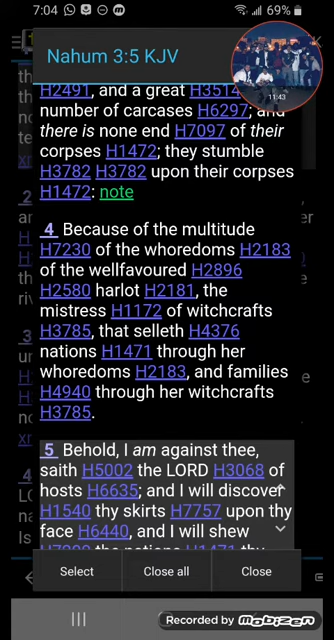 7:04
84%
Nahum 3:5 KJV
11:43
H2491, and a great H3514
number of carcases H6297; and
there is none end H7097 of their
corpses H1472; they stumble
H3782 H3782 upon their corpses
H1472: note
4 Because of the multitude
H7230 of the whoredoms H2183
of the wellfavoured H2896
H2580 harlot H2181, the
mistress H1172 of witchcrafts
H3785, that selleth H4376
nations H1471 through her
whoredoms H2183, and families
H4940 through her witchcrafts
H3785.
5 Behold, I am against thee,
saith H5002 the LORD H3068 of
hosts H6635; and I will discover
H1540 thy skirts H7757 upon thy
face H6440, and I will shew
the nations H1471 thy
Select Close all Close
Recorded by MOBIZEN